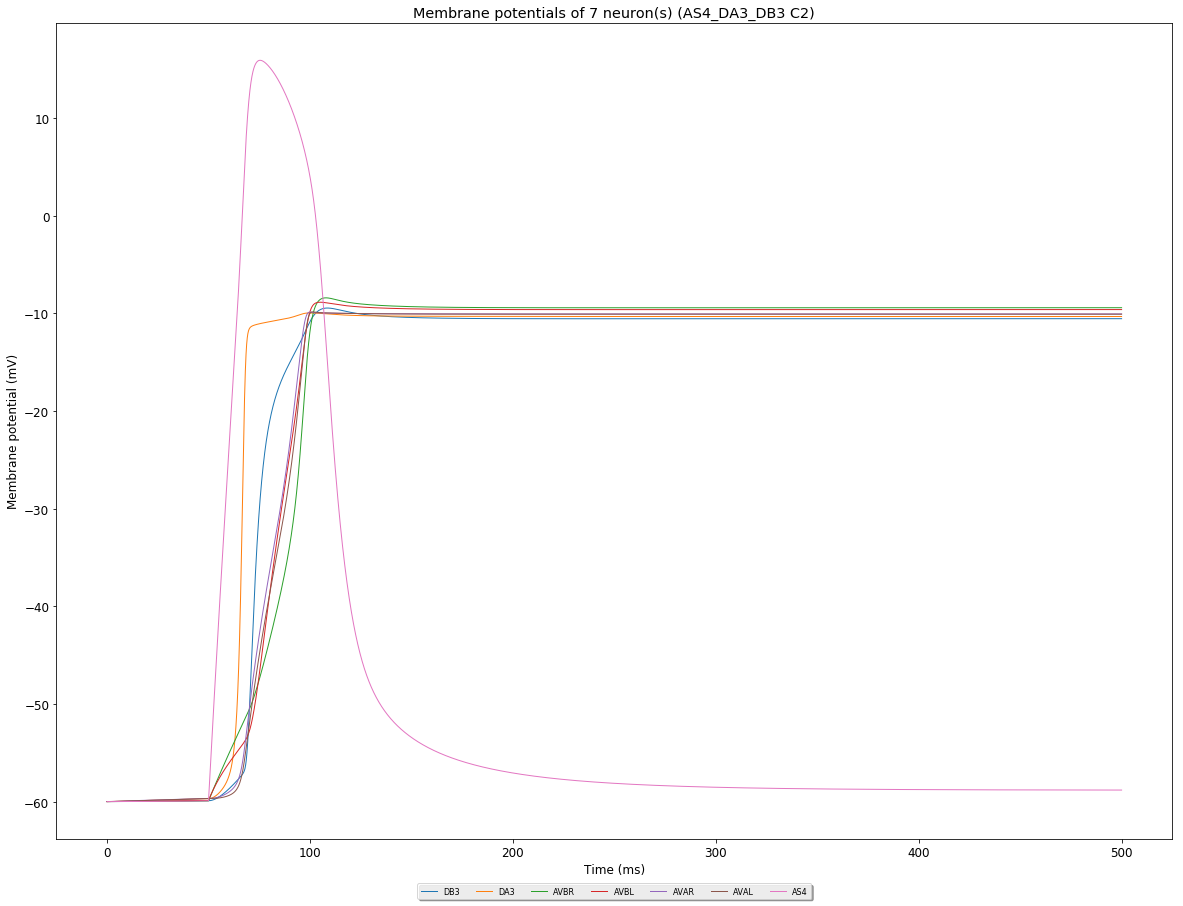 Membrane potentials of 7 neuron(s) (AS4_DA3_DB3 C2)
10
0
−10
−20
−30
−40
−50
−60
Membrane potential (mV)
0 100 200 300 400 500
Time (ms)
DB3 DA3 AVBR AVBL AVAR AVAL AS4